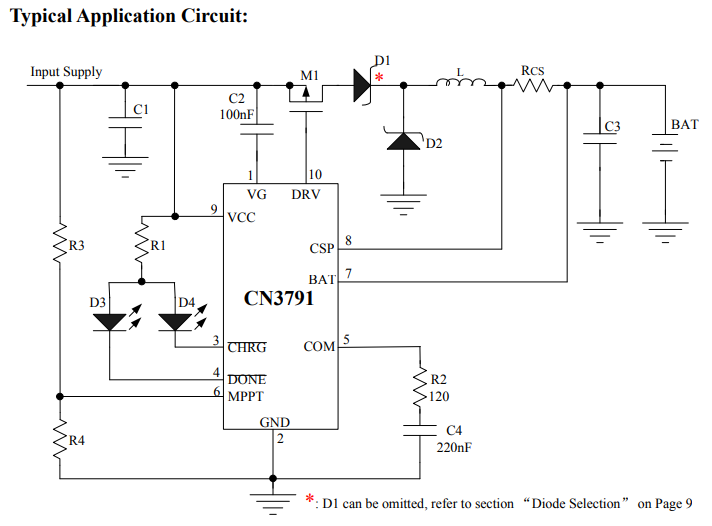 Typical Application Circuit:
Input Supply
D1
*
M1
L
RCS
C1
C2
100nF
C3
BAT
D2
1
10
VG
DRV
9
VCC
R3
R1
CSP
8
BAT
7
D3
D4
CN3791
3
CHRG
COM
5
4
DONE
R2
120
6
MPPT
R4
GND
2
C4
220nF
*: D1 can be omitted, refer to section “Diode Selection” on Page 9